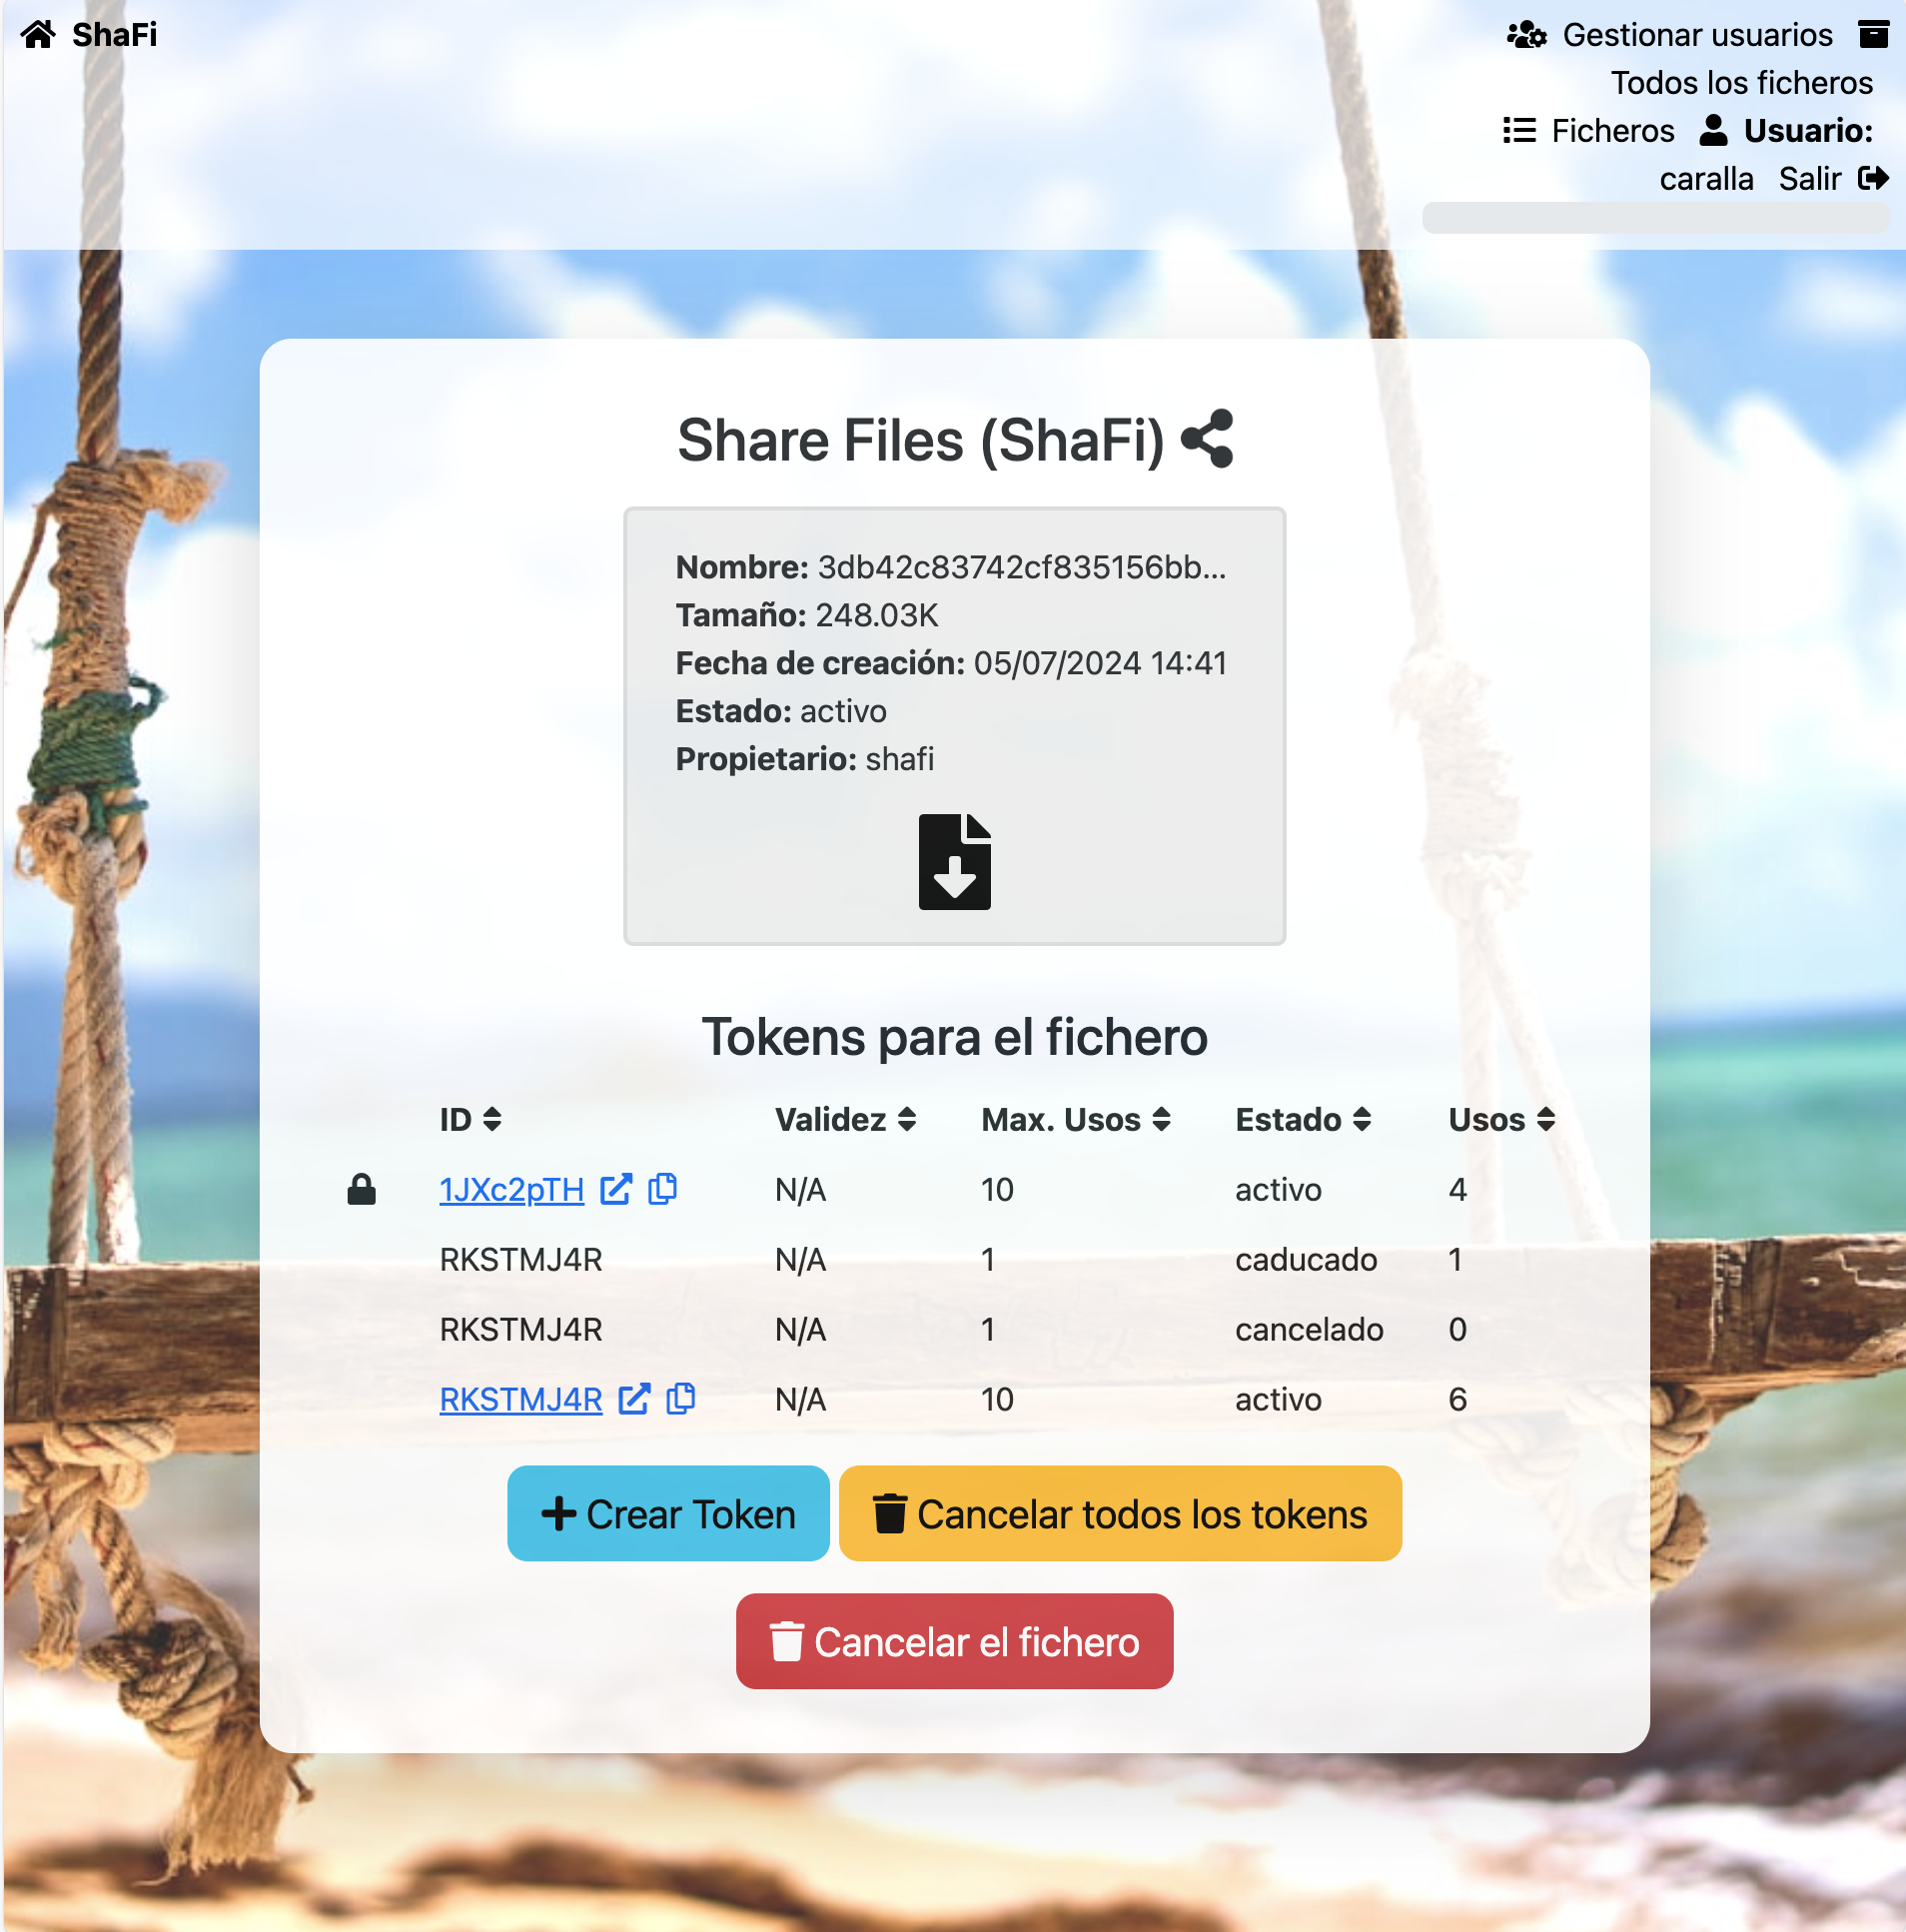 ShaFi
Gestionar usuarios
Todos los ficheros
Ficheros Usuario:
caralla Salir
Share Files (ShaFi)
Nombre: 3db42c83742cf835156bb...
Tamaño: 248.03K
Fecha de creación: 05/07/2024 14:41
Estado: activo
Propietario: shafi
Tokens para el fichero
ID Validez Max. Usos Estado Usos
1JXc2pTH N/A 10 activo 4
RKSTMJ4R N/A 1 caducado 1
RKSTMJ4R N/A 1 cancelado 0
RKSTMJ4R N/A 10 activo 6
Crear Token Cancelar todos los tokens
Cancelar el fichero